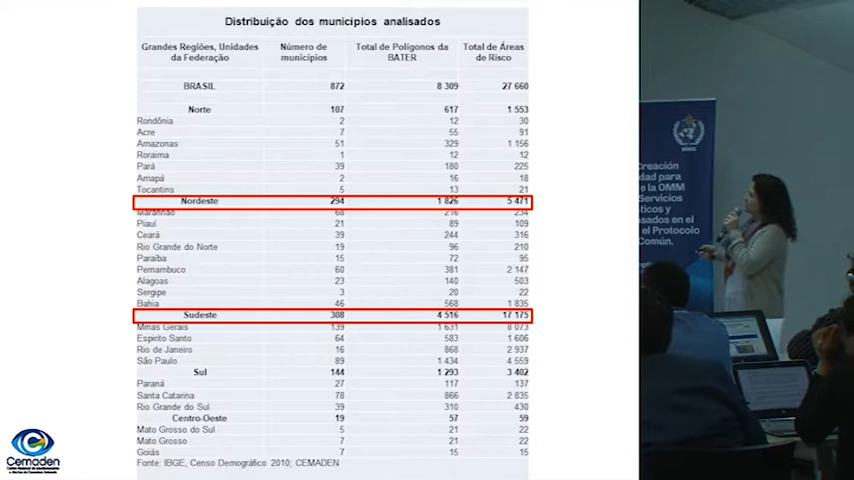 Distribuição dos municípios analisados
Grandes Regiões, Unidades da Federação Número de municípios Total de Polígonos da BATER Total de Áreas de Risco
BRASIL 872 8 309 27 660
Norte 107 617 1 553
Rondônia 2 12 30
Acre 7 55 91
Amazonas 51 329 1 156
Roraima 1 12 12
Pará 39 180 225
Amapá 2 16 18
Tocantins 5 13 21
Nordeste 294 1 826 5 471
Maranhão 68 216 234
Piauí 21 89 109
Ceará 39 244 316
Rio Grande do Norte 19 96 210
Paraíba 15 72 95
Pernambuco 60 381 2 147
Alagoas 23 140 503
Sergipe 3 20 22
Bahia 46 568 1 835
Sudeste 308 4 516 17 175
Minas Gerais 139 1 631 8 073
Espirito Santo 64 583 1 606
Rio de Janeiro 16 868 2 937
São Paulo 89 1 434 4 559
Sul 144 1 293 3 402
Paraná 27 117 137
Santa Catarina 78 866 2 835
Rio Grande do Sul 39 310 430
Centro-Oeste 19 57 59
Mato Grosso do Sul 5 21 22
Mato Grosso 7 21 22
Goiás 7 15 15
Fonte: IBGE, Censo Demográfico 2010; CEMADEN
Cemaden
Creación
dad para
e la OMM
Servicios
sticos y
asados en el
el Protocolo
Común.